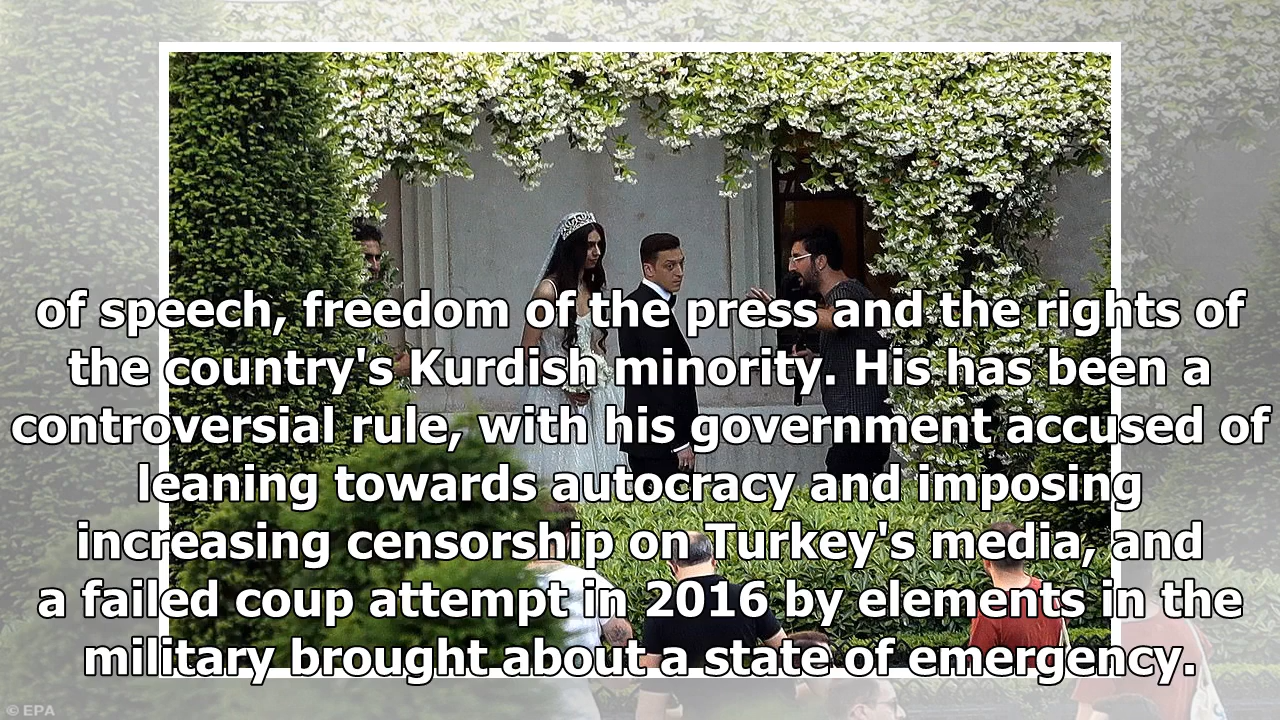 of speech, freedom of the press and the rights of
the country's Kurdish minority. His has been a
controversial rule, with his government accused of
leaning towards autocracy and imposing
increasing censorship on Turkey's media, and
a failed coup attempt in 2016 by elements in the
military brought about a state of emergency.
© EPA